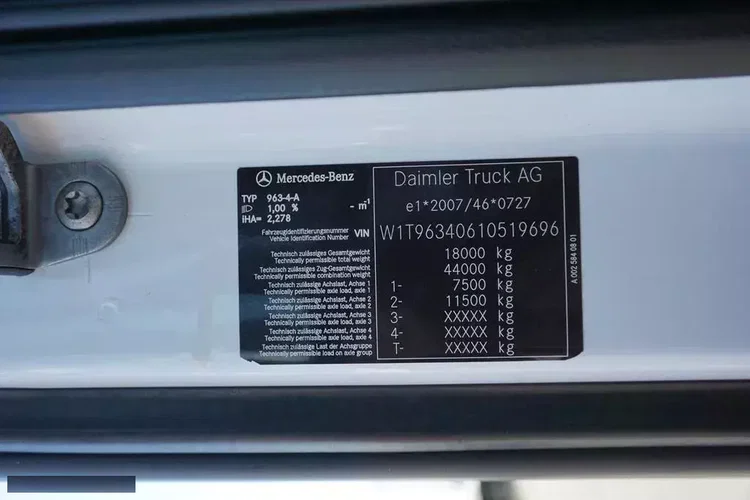 Mercedes-Benz
TYP 963-4-A
1,00 % - m⁻¹
iHA= 2,278
Fahrzeugidentifizierungsnummer
Vehicle Identification Number VIN
Technisch zulässiges Gesamtgewicht
Technically permissible total weight
Technisch zulässiges Zug-Gesamtgewicht
Technically permissible combination weight
Technisch zulässige Achslast, Achse 1
Technically permissible axle load, axle 1
Technisch zulässige Achslast, Achse 2
Technically permissible axle load, axle 2
Technisch zulässige Achslast, Achse 3
Technically permissible axle load, axle 3
Technisch zulässige Achslast, Achse 4
Technically permissible axle load, axle 4
Technisch zulässige Last der Achsgruppe
Technically permissible load on axle group
Daimler Truck AG
e1*2007/46*0727
W1T96340610519696
18000 kg
44000 kg
1- 7500 kg
2- 11500 kg
3- XXXXX kg
4- XXXXX kg
T- XXXXX kg
A 002 584 08 01